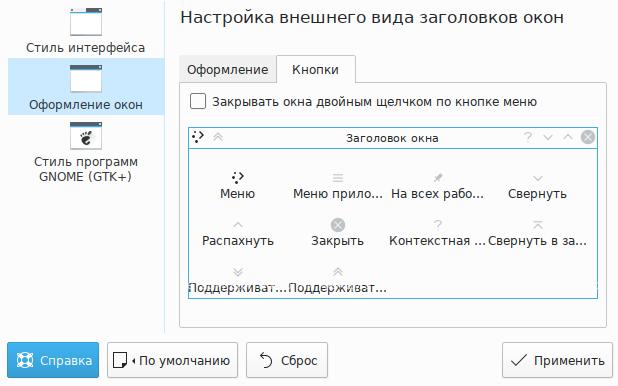 Настройка внешнего вида заголовков окон
Стиль интерфейса
Оформление окон
Стиль программ
GNOME (GTK+)
Оформление
Кнопки
Закрывать окна двойным щелчком по кнопке меню
Заголовок окна
Меню
Меню прило...
На всех рабо...
Свернуть
Распахнуть
Закрыть
Контекстная ...
Свернуть в за...
Поддерживат...
Поддерживат...
Справка
По умолчанию
Сброс
Применить